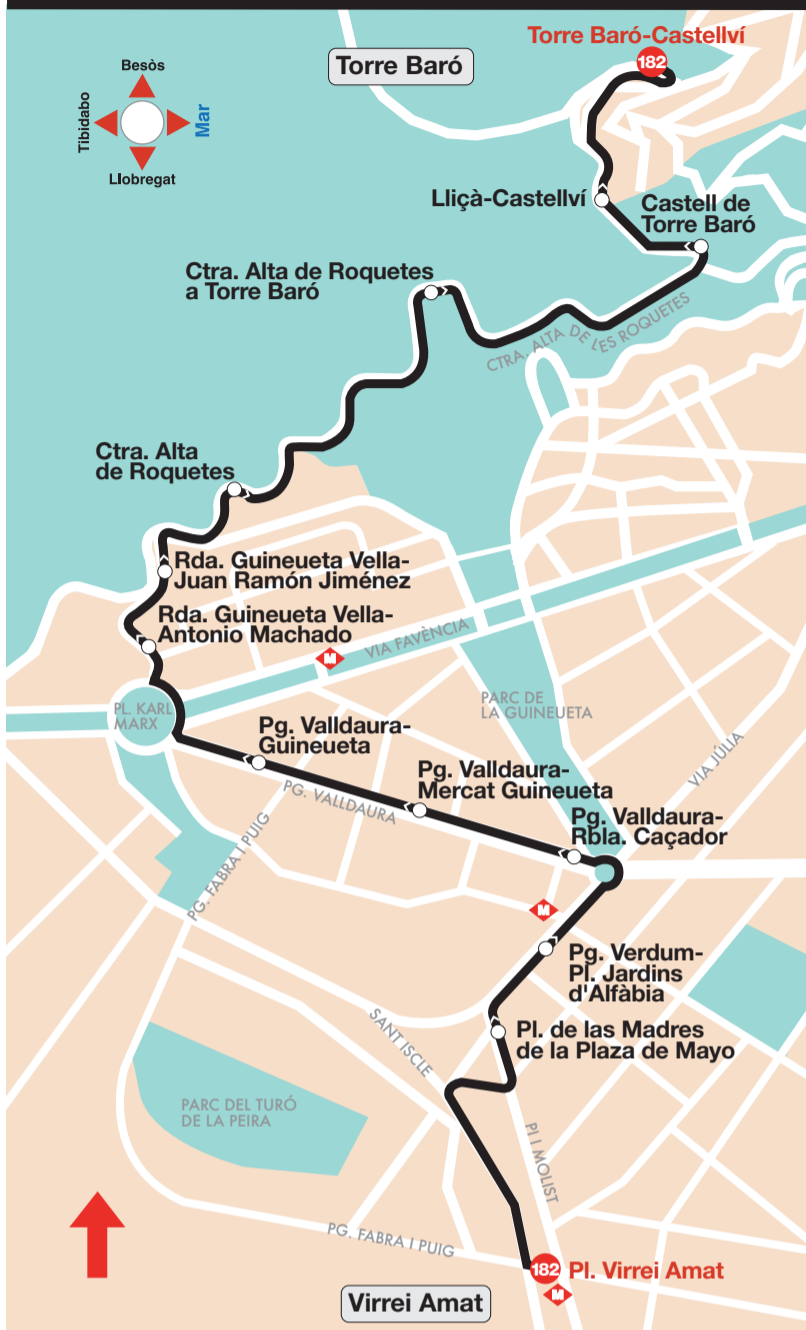 Torre Baró-Castellví
182
Torre Baró
Besòs
Tibidabo
Mar
Llobregat
Lliçà-Castellví
Castell de
Torre Baró
Ctra. Alta de Roquetes
a Torre Baró
CTRA. ALTA DE LES ROQUETES
Ctra. Alta
de Roquetes
Rda. Guineueta Vella-
Juan Ramón Jiménez
Rda. Guineueta Vella-
Antonio Machado
VIA FAVÈNCIA
M
PL. KARL
MARX
PARC DE
LA GUINEUETA
Pg. Valldaura-
Guineueta
VIA JÚLIA
Pg. Valldaura-
Mercat Guineueta
PG. VALLDAURA
Pg. Valldaura-
Rbla. Caçador
PG. FABRA I PUIG
M
Pg. Verdum-
Pl. Jardins
d'Alfàbia
SANT ISCLE
Pl. de las Madres
de la Plaza de Mayo
PARC DEL TURÓ
DE LA PEIRA
PI I MOLIST
PG. FABRA I PUIG
182 Pl. Virrei Amat
M
Virrei Amat